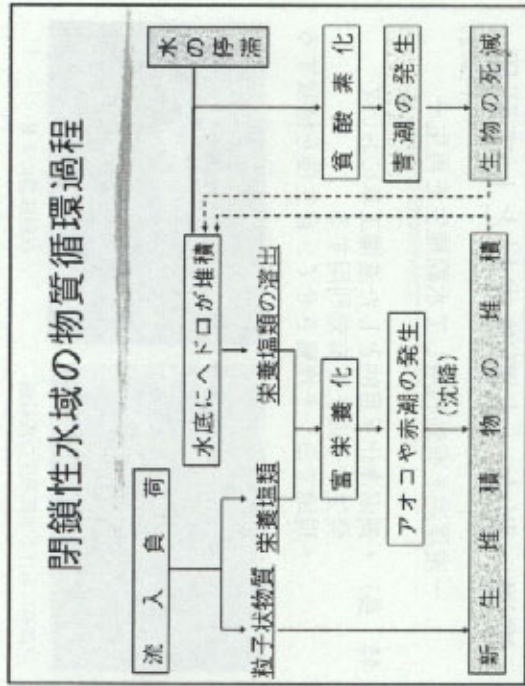 閉鎖性水域の物質循環過程
流入負荷
水底にヘドロが堆積
水の停滞
粒子状物質
栄養塩類
栄養塩類の溶出
富栄養化
貧酸素化
アオコや赤潮の発生
青潮の発生
(沈降)
新生堆積物の堆積
生物の死滅